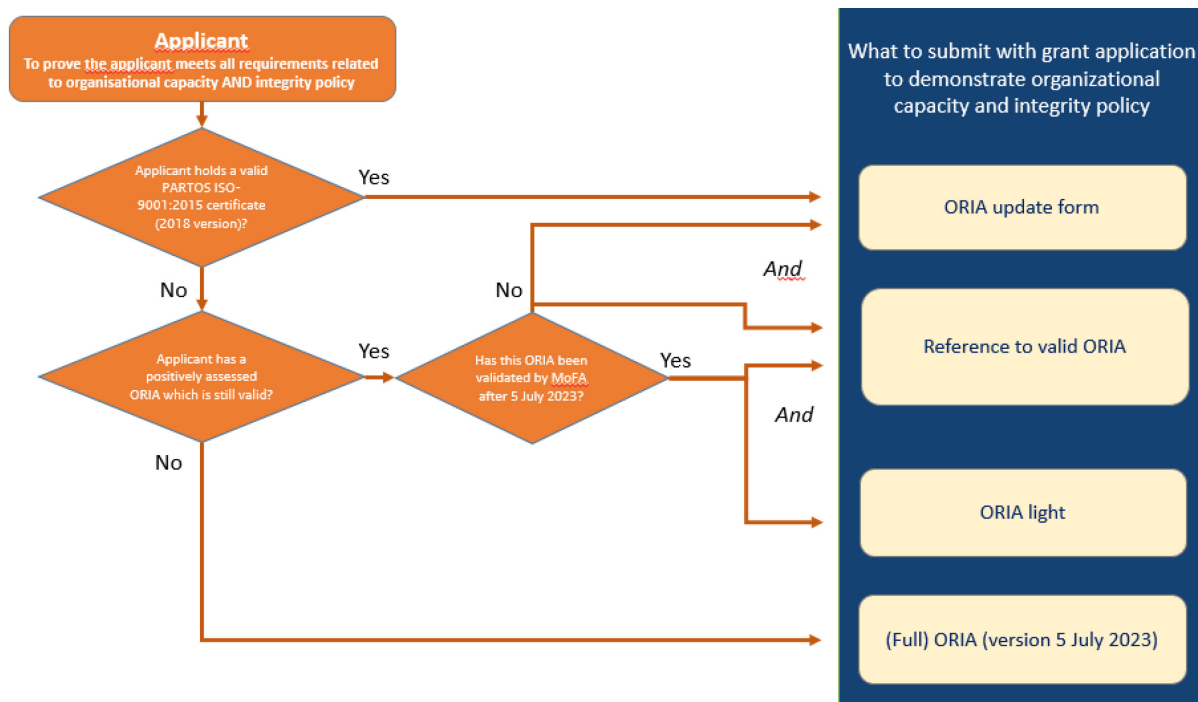 Applicant
To prove the applicant meets all requirements related
to organisational capacity AND integrity policy
What to submit with grant application
to demonstrate organizational
capacity and integrity policy
Applicant holds a valid
PARTOS ISO-
9001:2015 certificate
(2018 version)?
Yes
ORIA update form
And
No
No
Applicant has a
positively assessed
ORIA which is still valid?
Yes
Has this ORIA been
validated by MoFA
after 5 July 2023?
Yes
Reference to valid ORIA
And
No
ORIA light
(Full) ORIA (version 5 July 2023)